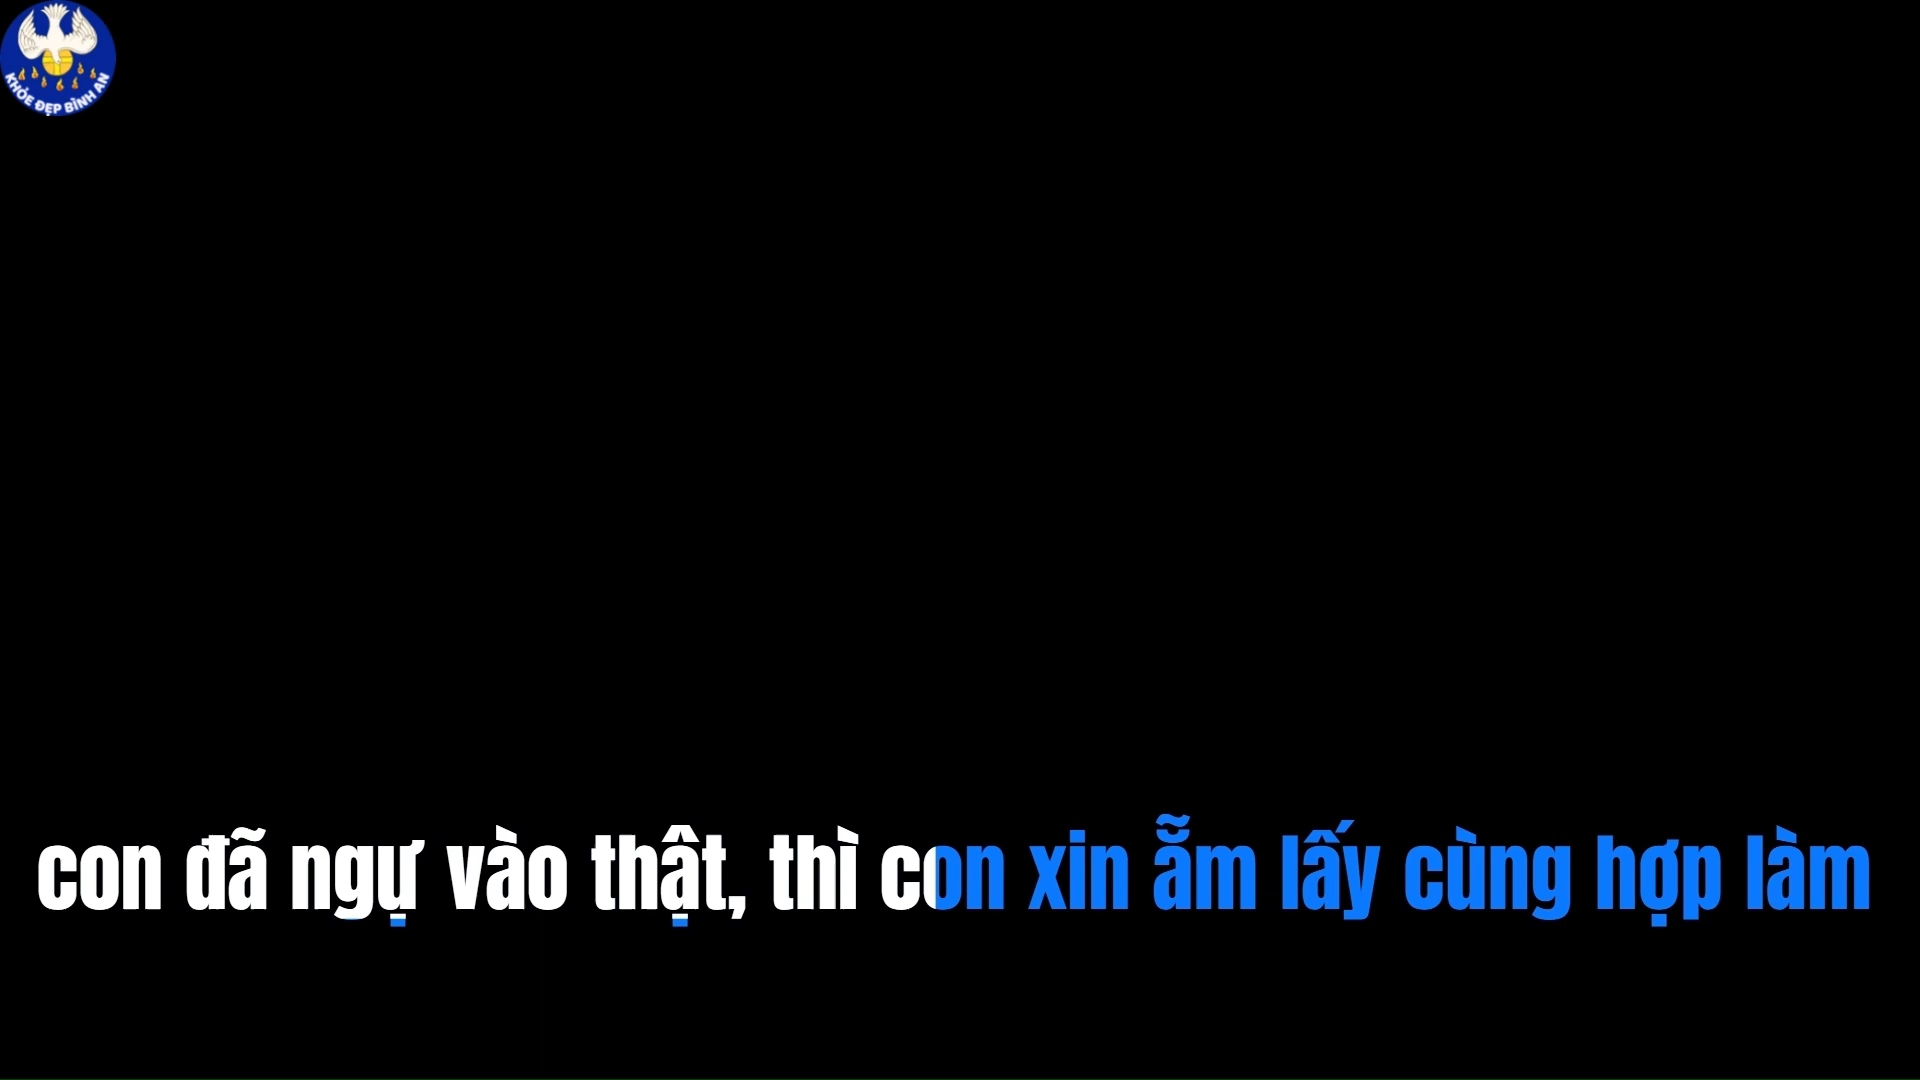 KHỎE ĐẸP BÌNH AN
con đã ngự vào thật, thì con xin ẵm lấy cùng hợp làm